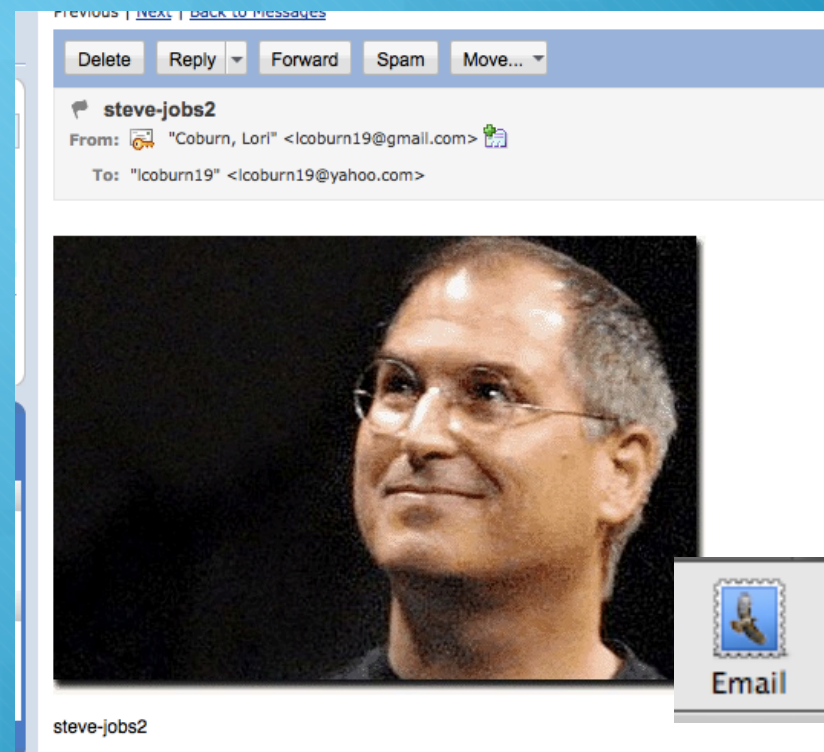 Previous | Next | Back to Messages
Delete Reply Forward Spam Move...
steve-jobs2
From: "Coburn, Lori" <lcoburn19@gmail.com>
To: "lcoburn19" <lcoburn19@yahoo.com>
Email
steve-jobs2